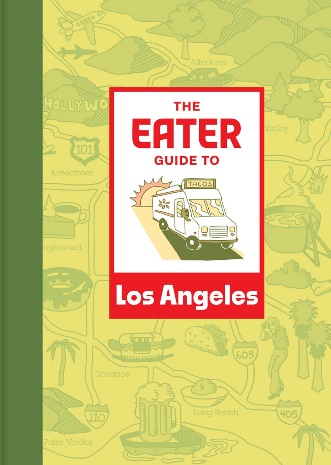 Altadena
HOLLYWO
THE
EATER
GUIDE TO
TACOS
Los Angeles
101
Valley
Koreatown
Torrance
605
Long Beach
110
405
Palos Verdes